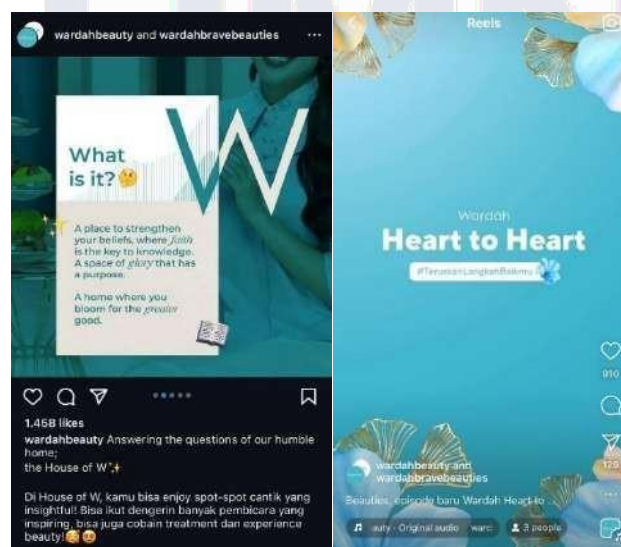 wardahbeauty and wardahbravebeauties
W
What
is it?🤔
A place to strengthen
your beliefs, where faith
is the key to knowledge.
A space of glory that has
a purpose.
A home where you
bloom for the greater
good.
1.458 likes
wardahbeauty Answering the questions of our humble
home;
the House of W✨
Di House of W, kamu bisa enjoy spot-spot cantik yang
insightful! Bisa ikut dengerin banyak pembicara yang
inspiring, bisa juga cobain treatment dan experience
beauty!🥰😍
Reels
Wardah
Heart to Heart
#TeruskanLangkahBaikmu
910
wardahbeauty and
wardahbravebeauties
Beauties, episode baru Wardah Heart to ...
auty · Original audio
3 people